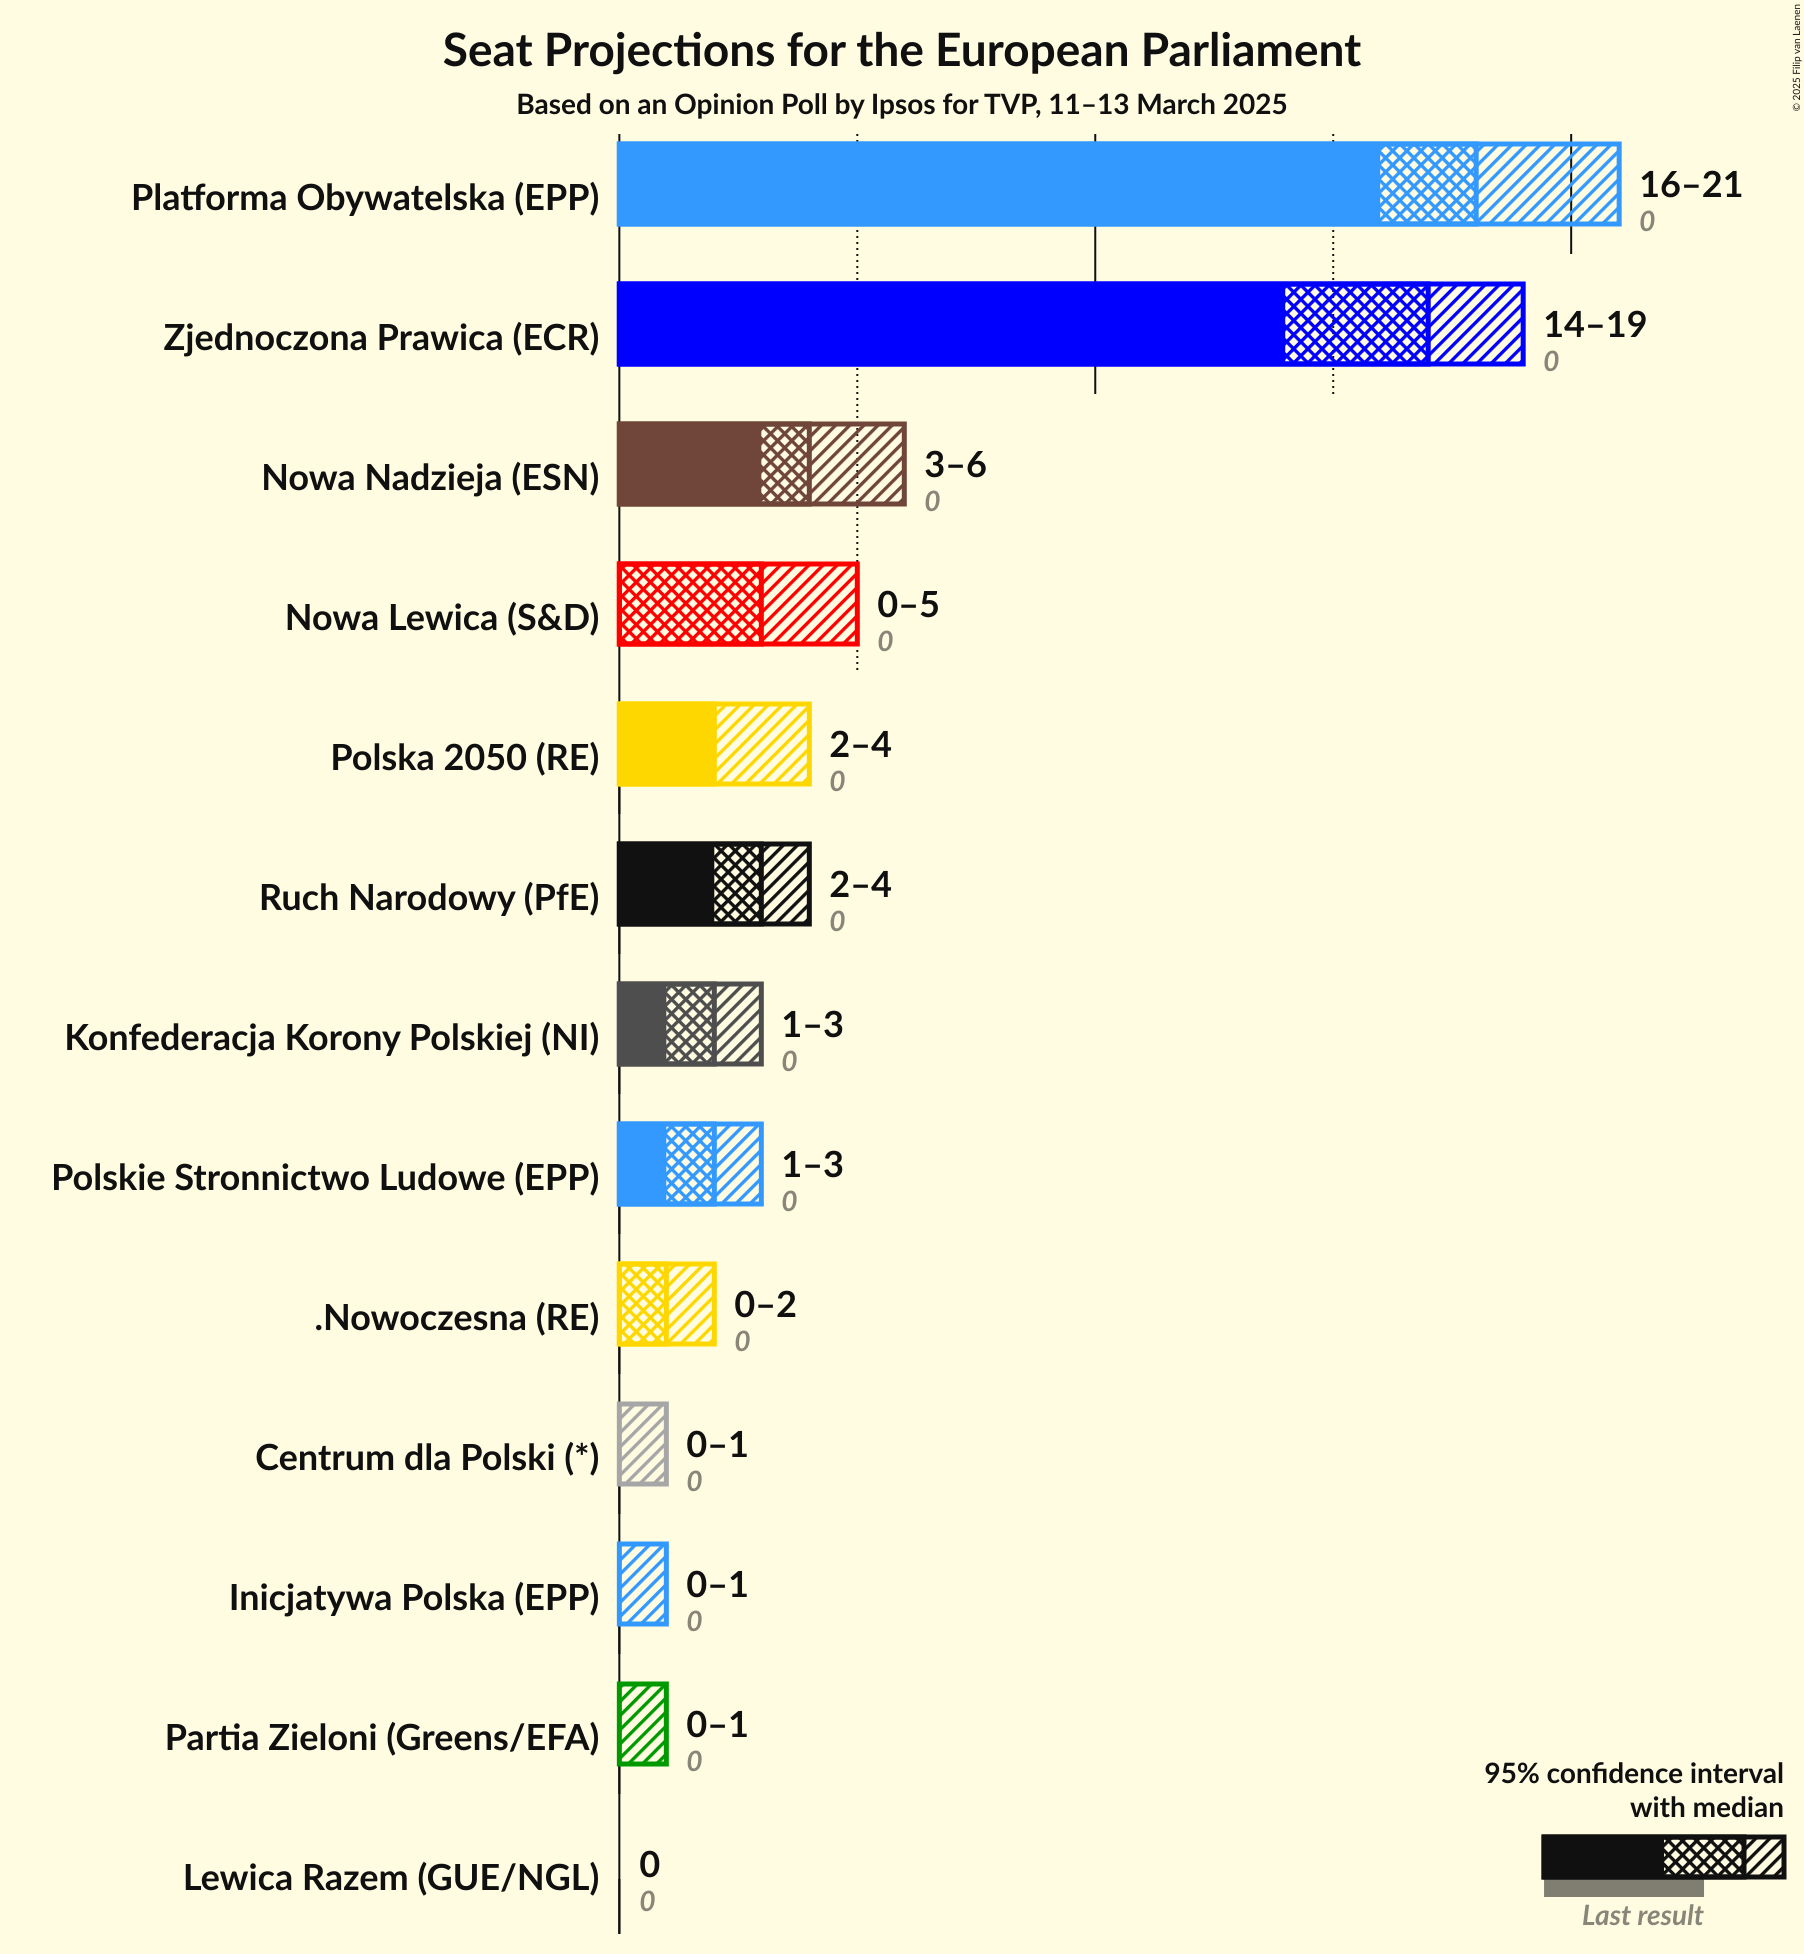 Seat Projections for the European Parliament
Based on an Opinion Poll by Ipsos for TVP, 11–13 March 2025
© 2025 Filip van Laenen
Platforma Obywatelska (EPP)
16–21
0
Zjednoczona Prawica (ECR)
14–19
0
Nowa Nadzieja (ESN)
3–6
0
Nowa Lewica (S&D)
0–5
0
Polska 2050 (RE)
2–4
0
Ruch Narodowy (PfE)
2–4
0
Konfederacja Korony Polskiej (NI)
1–3
0
Polskie Stronnictwo Ludowe (EPP)
1–3
0
.Nowoczesna (RE)
0–2
0
Centrum dla Polski (*)
0–1
0
Inicjatywa Polska (EPP)
0–1
0
Partia Zieloni (Greens/EFA)
0–1
0
Lewica Razem (GUE/NGL)
0
0
95% confidence interval
with median
Last result